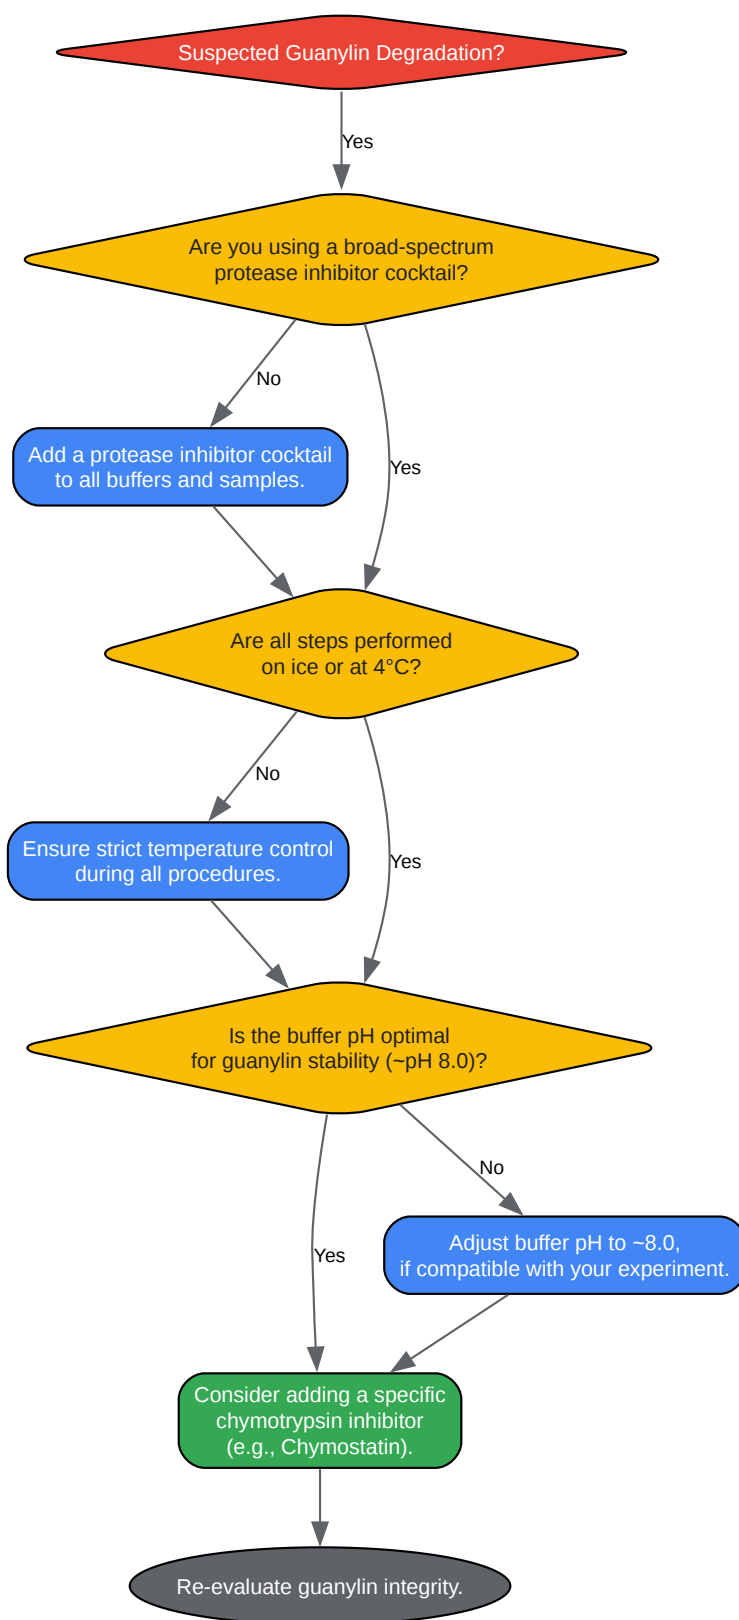 Suspected Guanylin Degradation?
Yes
Are you using a broad-spectrum
protease inhibitor cocktail?
No
Add a protease inhibitor cocktail
to all buffers and samples.
Yes
Are all steps performed
on ice or at 4°C?
No
Ensure strict temperature control
during all procedures.
Yes
Is the buffer pH optimal
for guanylin stability (~pH 8.0)?
No
Adjust buffer pH to ~8.0,
if compatible with your experiment.
Yes
Consider adding a specific
chymotrypsin inhibitor
(e.g., Chymostatin).
Re-evaluate guanylin integrity.